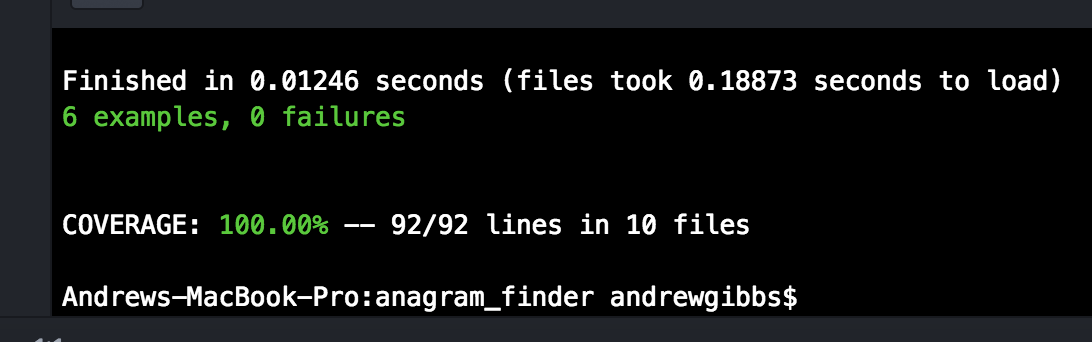 Finished in 0.01246 seconds (files took 0.18873 seconds to load)
6 examples, 0 failures
COVERAGE: 100.00% -- 92/92 lines in 10 files
Andrews-MacBook-Pro:anagram_finder andrewgibbs$